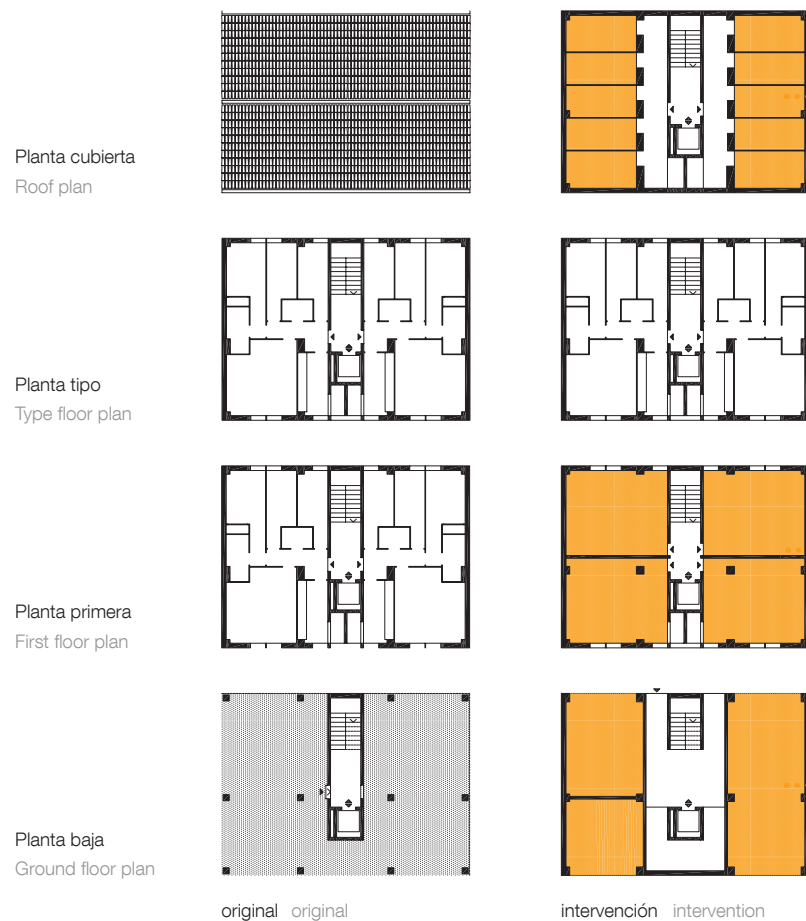 Planta cubierta
Roof plan
Planta tipo
Type floor plan
Planta primera
First floor plan
Planta baja
Ground floor plan
original original
intervención intervention